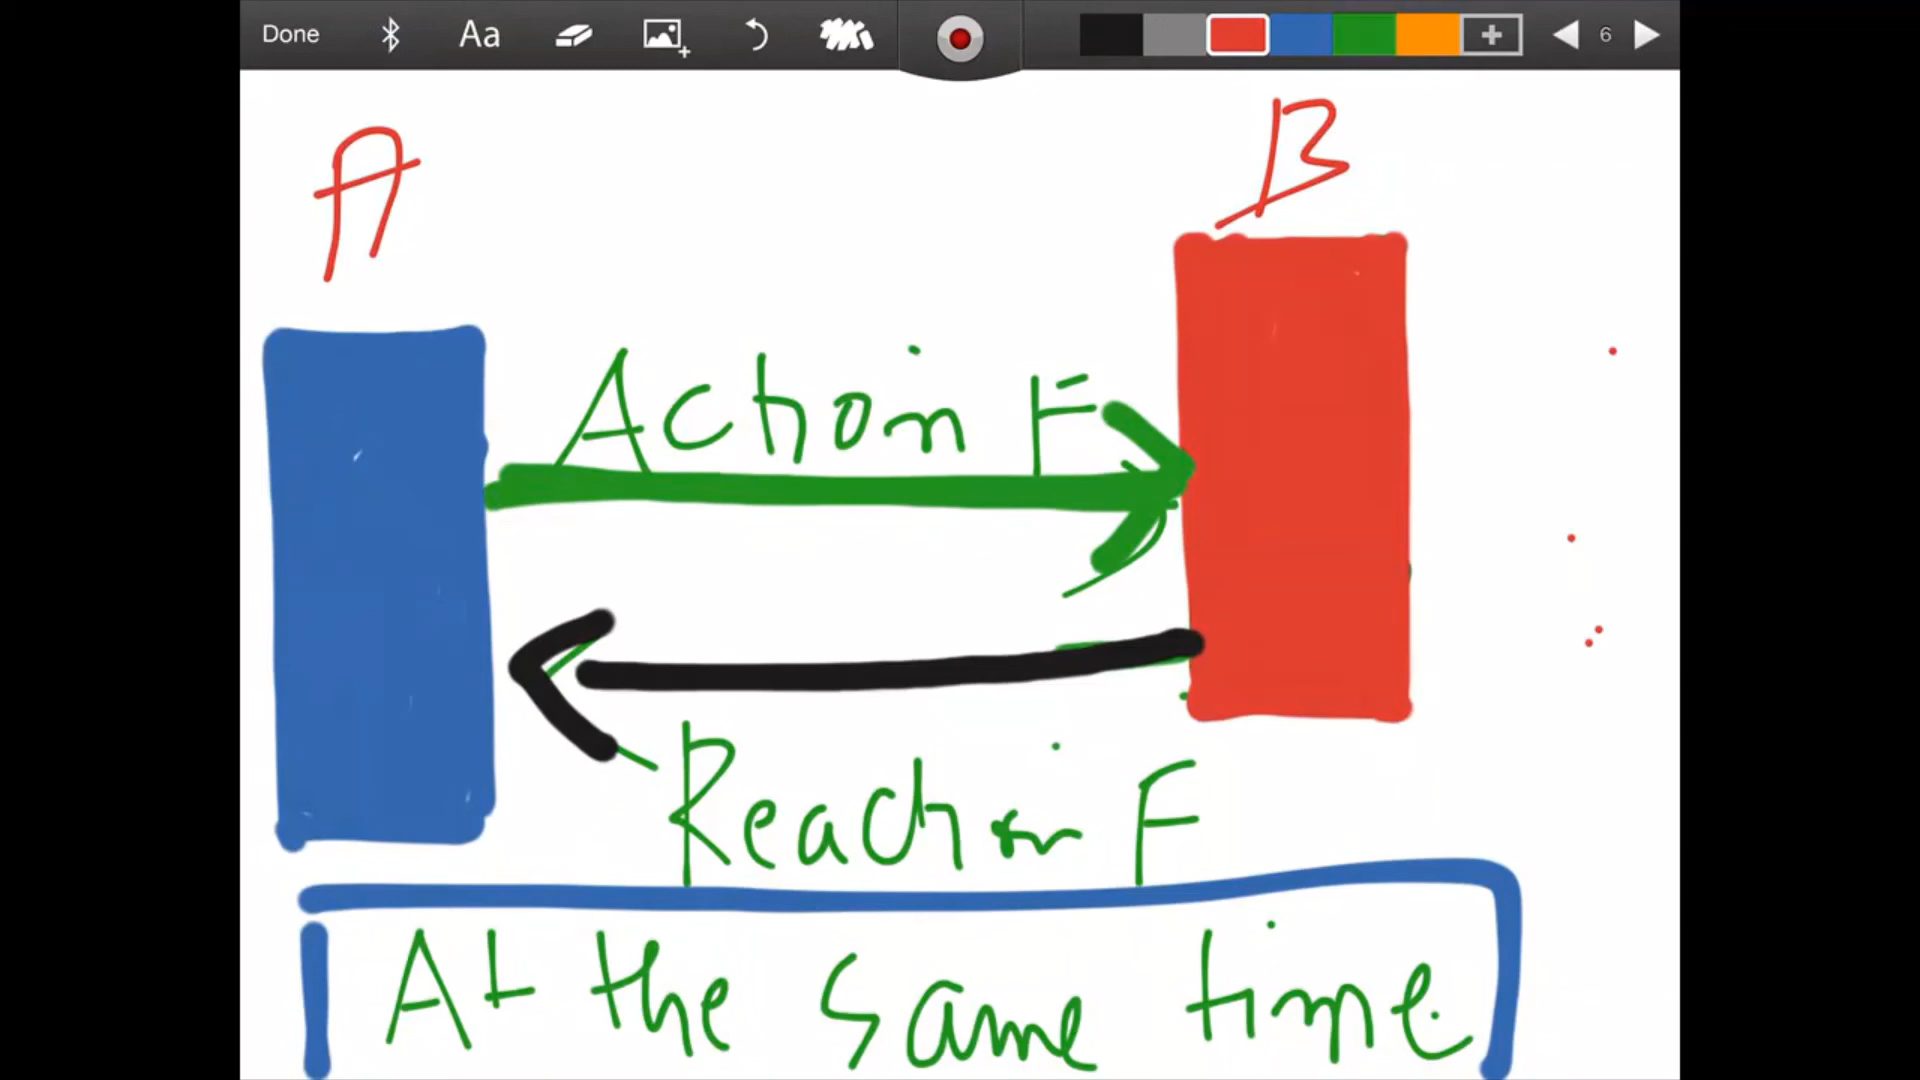 Done Aa 6
A B
Action F
Reaction F
At the same time.